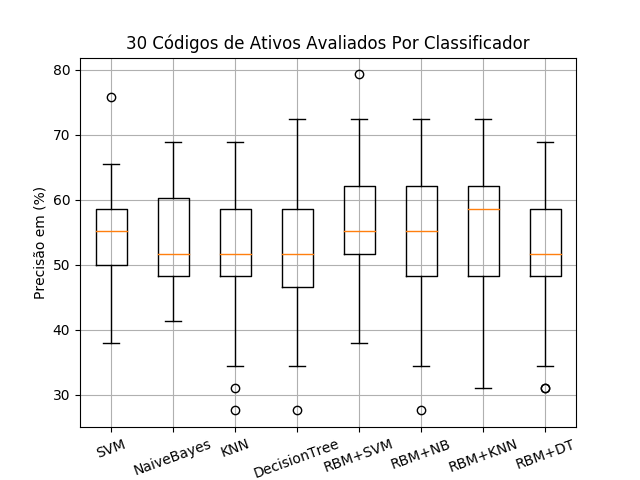 30 Códigos de Ativos Avaliados Por Classificador
Precisão em (%)
80
70
60
50
40
30
SVM
NaiveBayes
KNN
DecisionTree
RBM+SVM
RBM+NB
RBM+KNN
RBM+DT